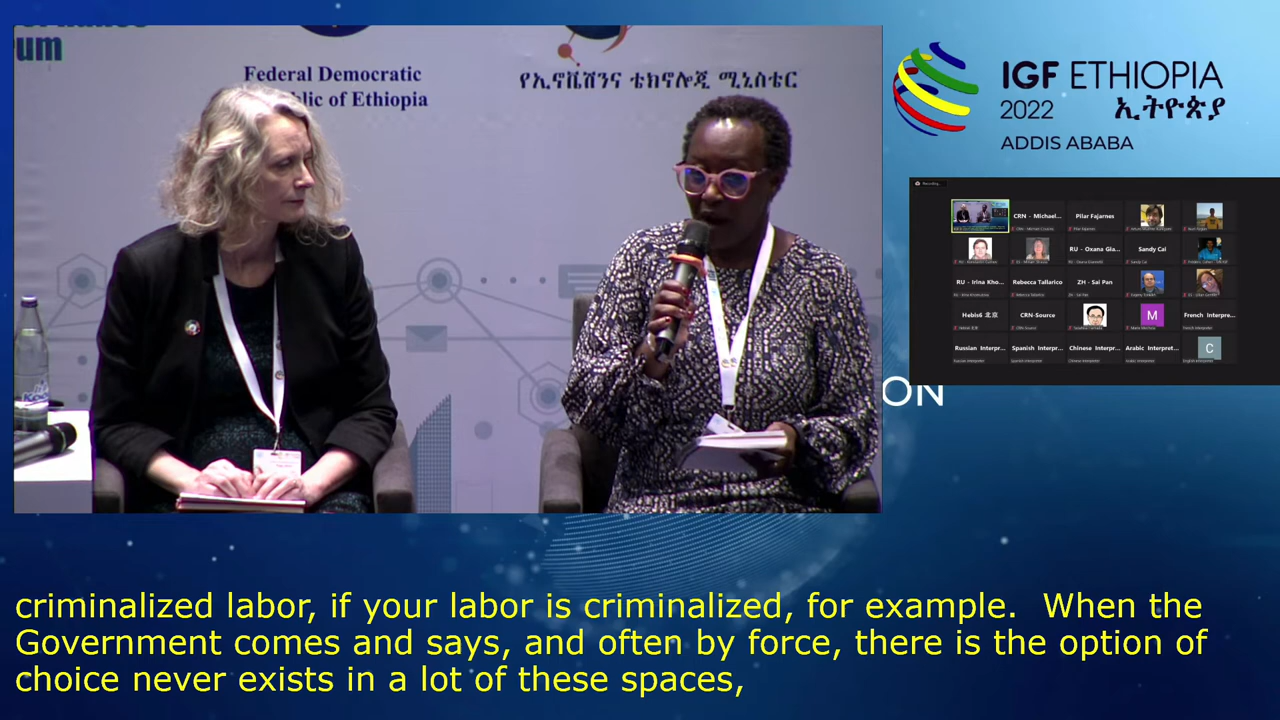 um
Federal Democratic
lic of Ethiopia
የኢኖቬሽንና ቴክኖሎጂ ሚኒስቴር
IGF ETHIOPIA
2022 ኢትዮጵያ
ADDIS ABABA
Recording...
CRN - Michael... Pilar Fajarnes
RU - Oxana Gia... Sandy Cai
RU - Irina Kho... Rebecca Tallarico ZH - Sai Pan
Hebis6 北京 CRN-Source M French Interpre...
Russian Interpr... Spanish Interpr... Chinese Interpr... Arabic Interpret... C
ON
criminalized labor, if your labor is criminalized, for example. When the
Government comes and says, and often by force, there is the option of
choice never exists in a lot of these spaces,